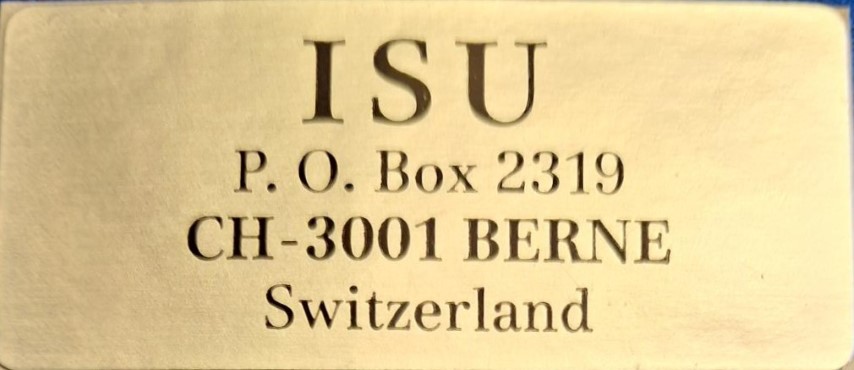 ISU
P. O. Box 2319
CH-3001 BERNE
Switzerland